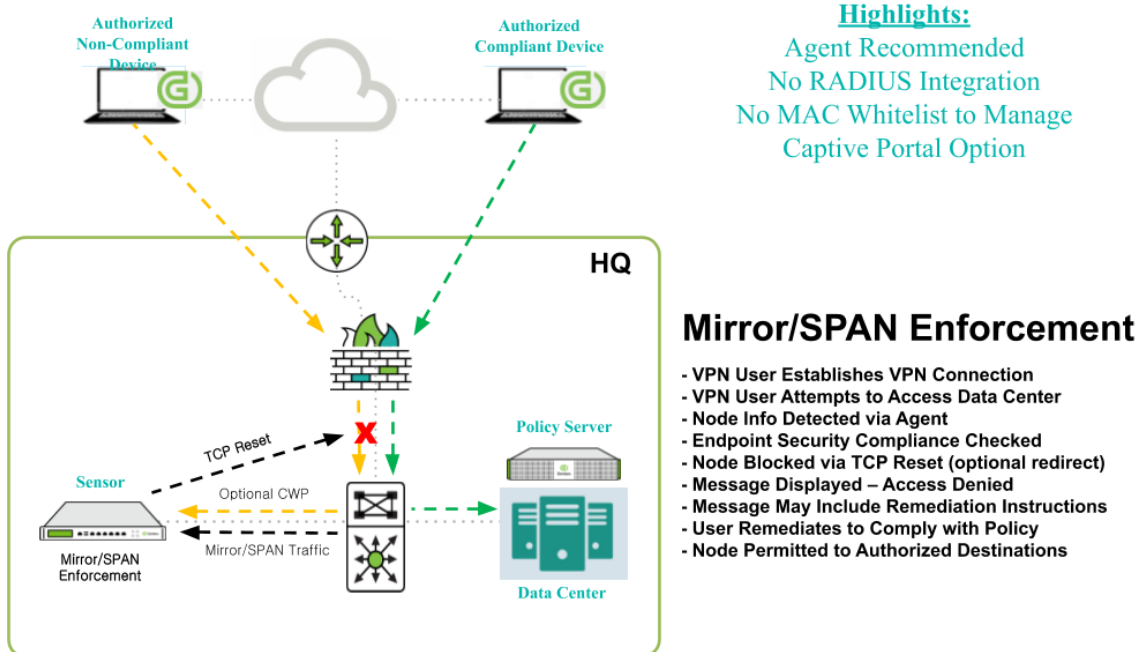 Authorized
Non-Compliant
Device
Authorized
Compliant Device
Highlights:
Agent Recommended
No RADIUS Integration
No MAC Whitelist to Manage
Captive Portal Option
HQ
Mirror/SPAN Enforcement
- VPN User Establishes VPN Connection
- VPN User Attempts to Access Data Center
- Node Info Detected via Agent
- Endpoint Security Compliance Checked
- Node Blocked via TCP Reset (optional redirect)
- Message Displayed – Access Denied
- Message May Include Remediation Instructions
- User Remediates to Comply with Policy
- Node Permitted to Authorized Destinations
TCP Reset
X
Policy Server
Sensor
Optional CWP
Mirror/SPAN Traffic
Mirror/SPAN
Enforcement
Data Center